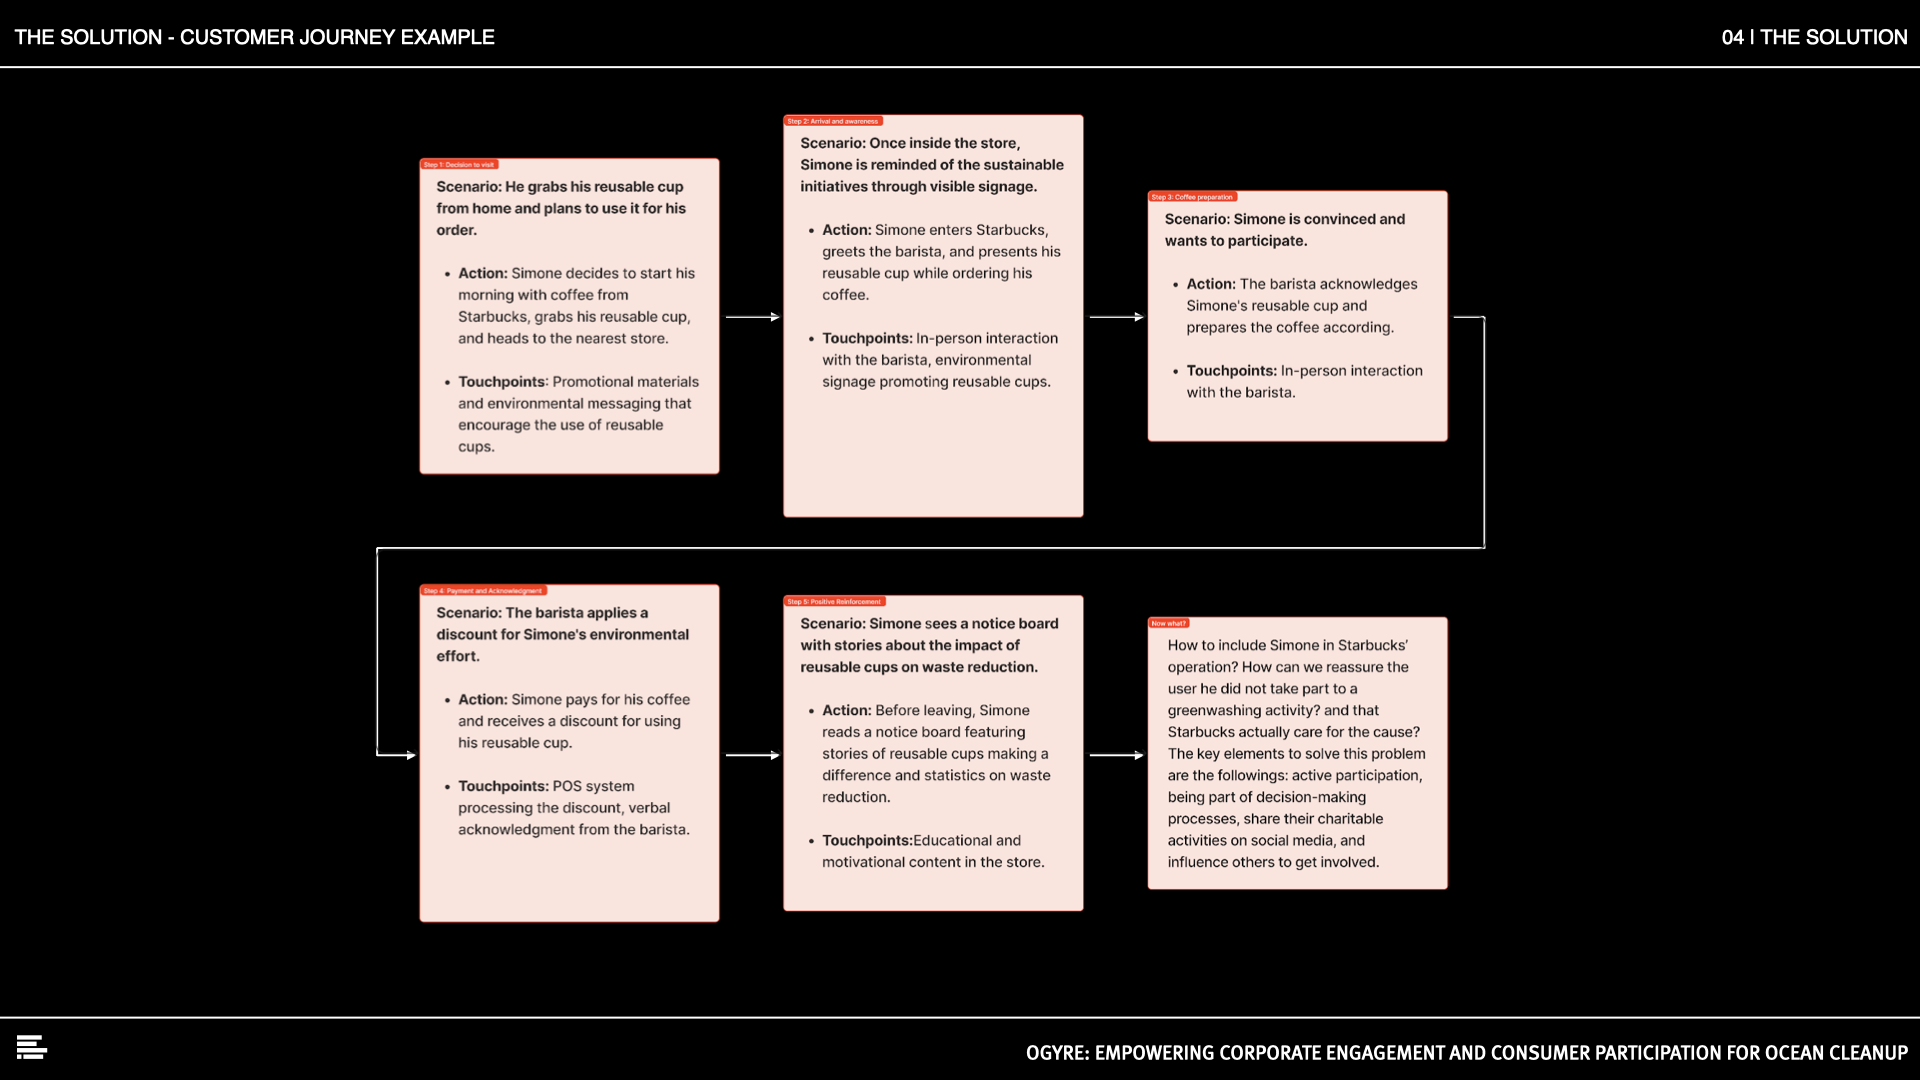 THE SOLUTION - CUSTOMER JOURNEY EXAMPLE
04 | THE SOLUTION
Step 1: Decision to visit
Scenario: He grabs his reusable cup
from home and plans to use it for his
order.
• Action: Simone decides to start his
morning with coffee from
Starbucks, grabs his reusable cup,
and heads to the nearest store.
• Touchpoints: Promotional materials
and environmental messaging that
encourage the use of reusable
cups.
Step 2: Arrival and awareness
Scenario: Once inside the store,
Simone is reminded of the sustainable
initiatives through visible signage.
• Action: Simone enters Starbucks,
greets the barista, and presents his
reusable cup while ordering his
coffee.
• Touchpoints: In-person interaction
with the barista, environmental
signage promoting reusable cups.
Step 3: Coffee preparation
Scenario: Simone is convinced and
wants to participate.
• Action: The barista acknowledges
Simone's reusable cup and
prepares the coffee according.
• Touchpoints: In-person interaction
with the barista.
Step 4: Payment and Acknowledgment
Scenario: The barista applies a
discount for Simone's environmental
effort.
• Action: Simone pays for his coffee
and receives a discount for using
his reusable cup.
• Touchpoints: POS system
processing the discount, verbal
acknowledgment from the barista.
Step 5: Positive Reinforcement
Scenario: Simone sees a notice board
with stories about the impact of
reusable cups on waste reduction.
• Action: Before leaving, Simone
reads a notice board featuring
stories of reusable cups making a
difference and statistics on waste
reduction.
• Touchpoints:Educational and
motivational content in the store.
Now what?
How to include Simone in Starbucks’
operation? How can we reassure the
user he did not take part to a
greenwashing activity? and that
Starbucks actually care for the cause?
The key elements to solve this problem
are the followings: active participation,
being part of decision-making
processes, share their charitable
activities on social media, and
influence others to get involved.
OGYRE: EMPOWERING CORPORATE ENGAGEMENT AND CONSUMER PARTICIPATION FOR OCEAN CLEANUP